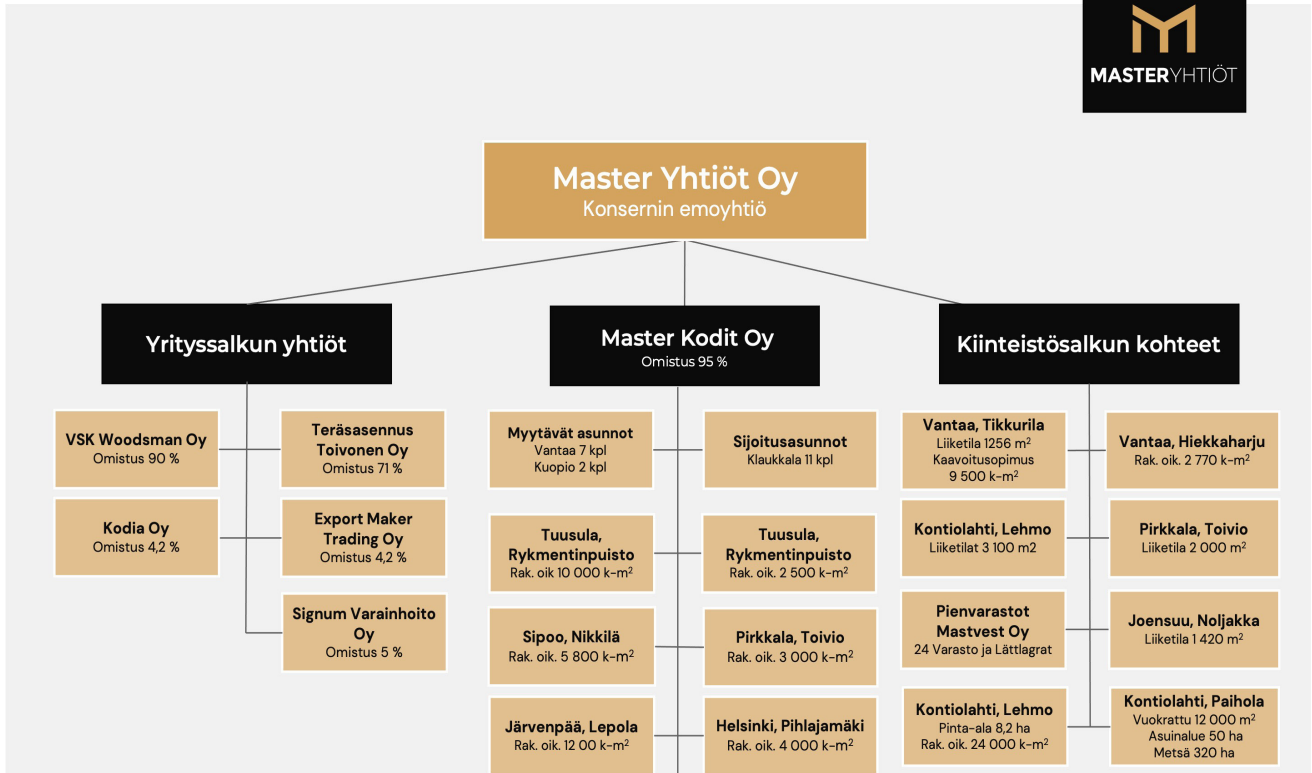 MASTERYHTIÖT
Master Yhtiöt Oy
Konsernin emoyhtiö
Yrityssalkun yhtiöt
VSK Woodsman Oy
Omistus 90 %
Teräsasennus
Toivonen Oy
Omistus 71 %
Kodia Oy
Omistus 4,2 %
Export Maker
Trading Oy
Omistus 4,2 %
Signum Varainhoito
Oy
Omistus 5 %
Master Kodit Oy
Omistus 95 %
Myytävät asunnot
Vantaa 7 kpl
Kuopio 2 kpl
Sijoitusasunnot
Klaukkala 11 kpl
Tuusula,
Rykmentinpuisto
Rak. oik 10 000 k-m²
Tuusula,
Rykmentinpuisto
Rak. oik. 2 500 k-m²
Sipoo, Nikkilä
Rak. oik. 5 800 k-m²
Pirkkala, Toivio
Rak. oik. 3 000 k-m²
Järvenpää, Lepola
Rak. oik. 12 00 k-m²
Helsinki, Pihlajamäki
Rak. oik. 4 000 k-m²
Kiinteistösalkun kohteet
Vantaa, Tikkurila
Liiketila 1256 m²
Kaavoitusopimus
9 500 k-m²
Vantaa, Hiekkaharju
Rak. oik. 2 770 k-m²
Kontiolahti, Lehmo
Liiketilat 3 100 m2
Pirkkala, Toivio
Liiketila 2 000 m²
Pienvarastot
Mastvest Oy
24 Varasto ja Lättlagrat
Joensuu, Noljakka
Liiketila 1 420 m²
Kontiolahti, Lehmo
Pinta-ala 8,2 ha
Rak. oik. 24 000 k-m²
Kontiolahti, Paihola
Vuokrattu 12 000 m²
Asuinalue 50 ha
Metsä 320 ha